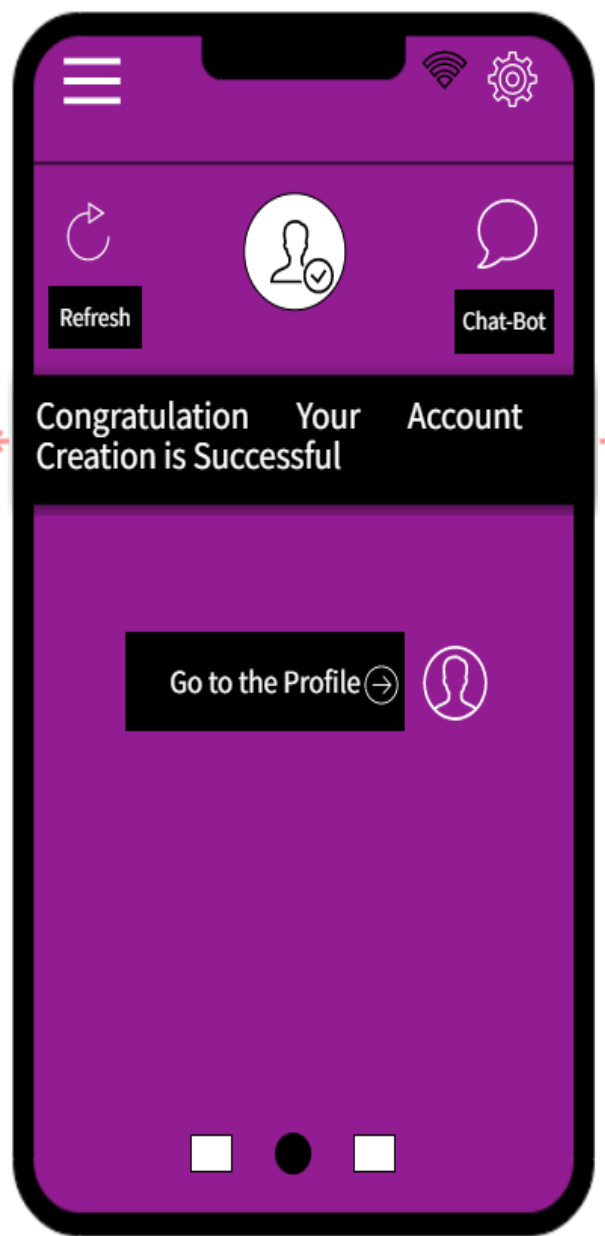 Refresh
Chat-Bot
Congratulation Your Account
Creation is Successful
Go to the Profile